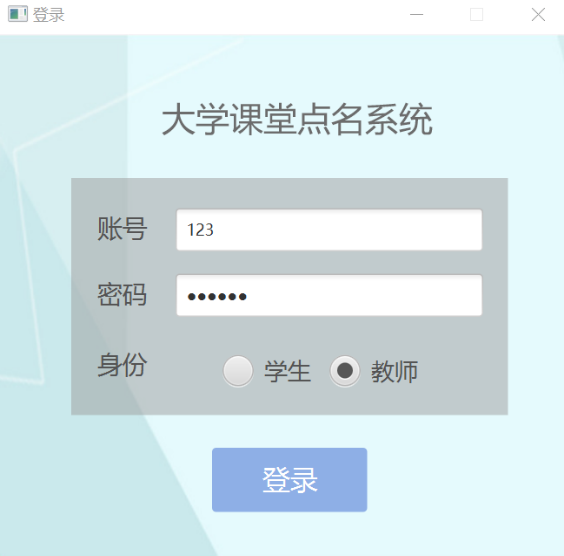 登录
大学课堂点名系统
账号 123
密码 ••••••
身份 学生 教师
登录